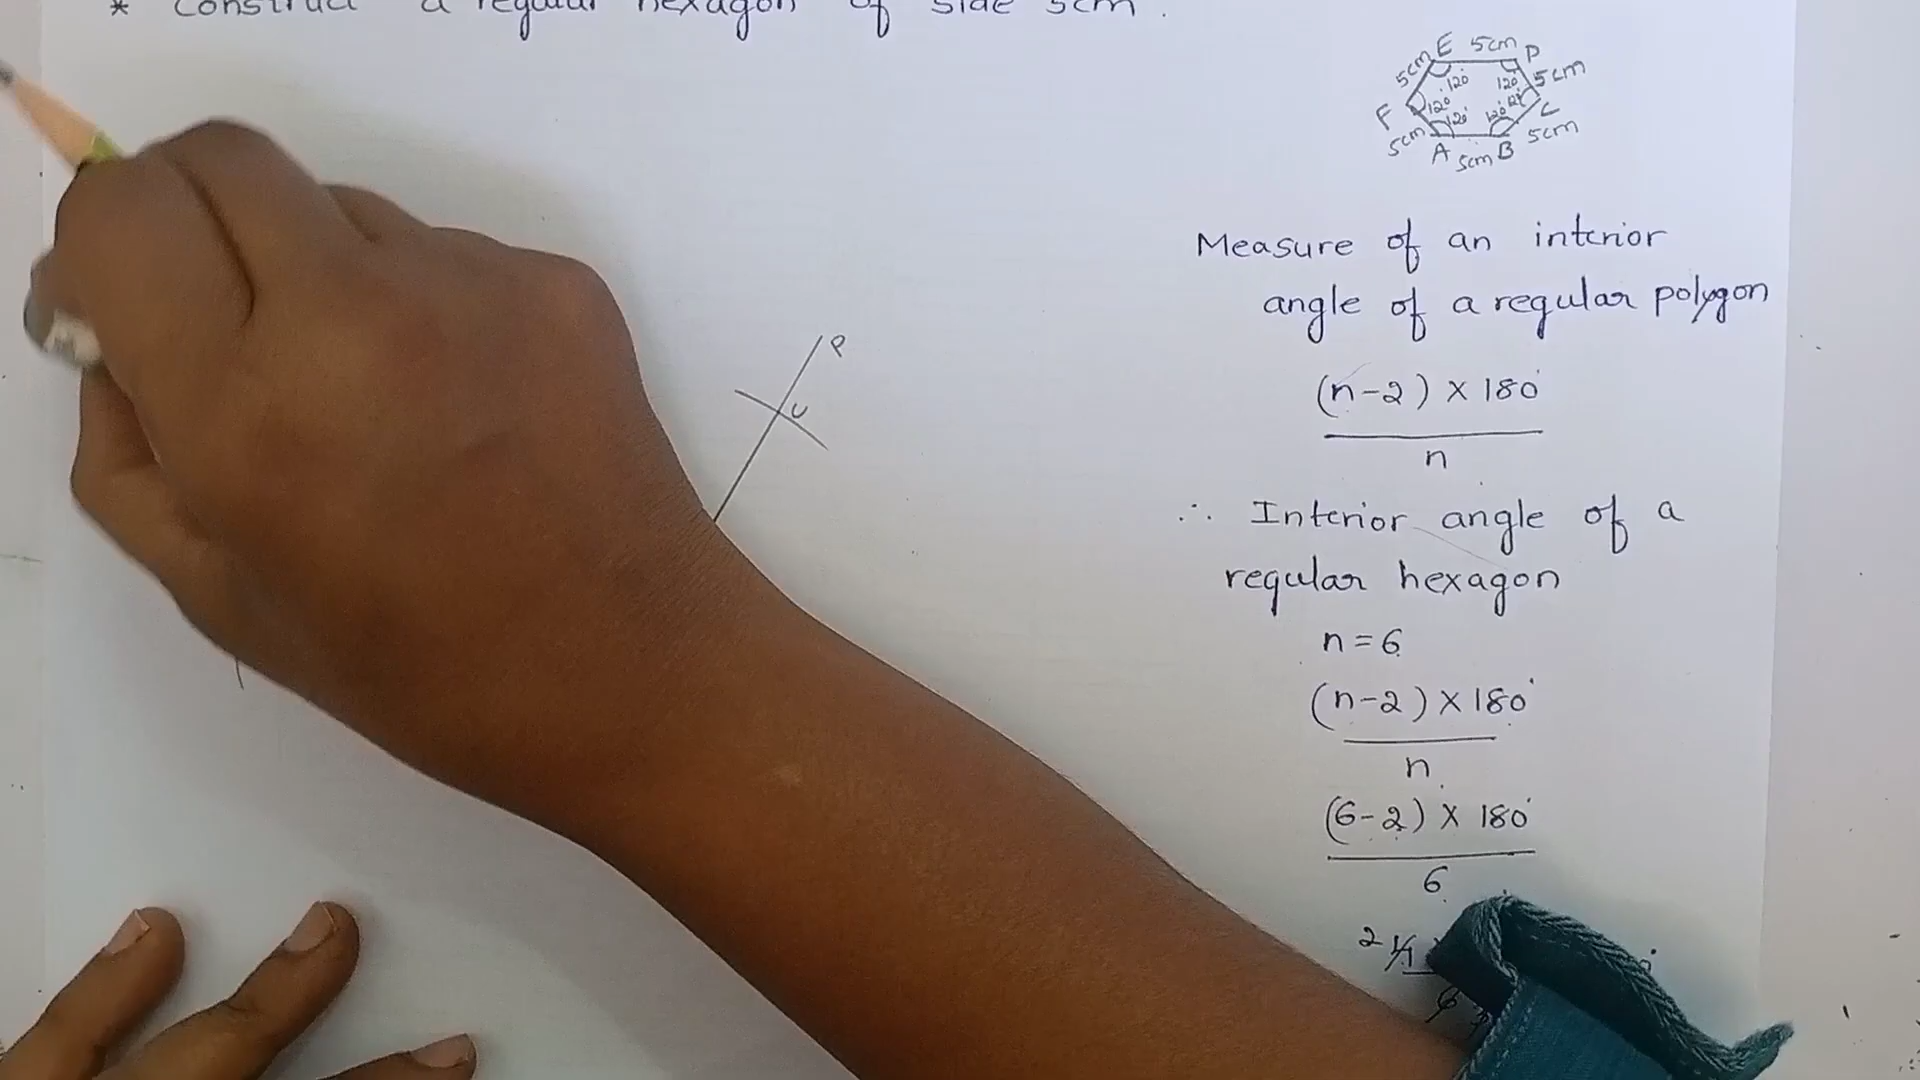 * Construct a regular hexagon of side 5cm.
E 5cm D
5cm 120° 120° 5cm
F 120° 120° C
5cm 120° 120° 5cm
A 5cm B
Measure of an interior
angle of a regular polygon
(n-2) × 180°
n
P
C
∴ Interior angle of a
regular hexagon
n = 6
(n-2) × 180°
n
(6-2) × 180°
6
2
6